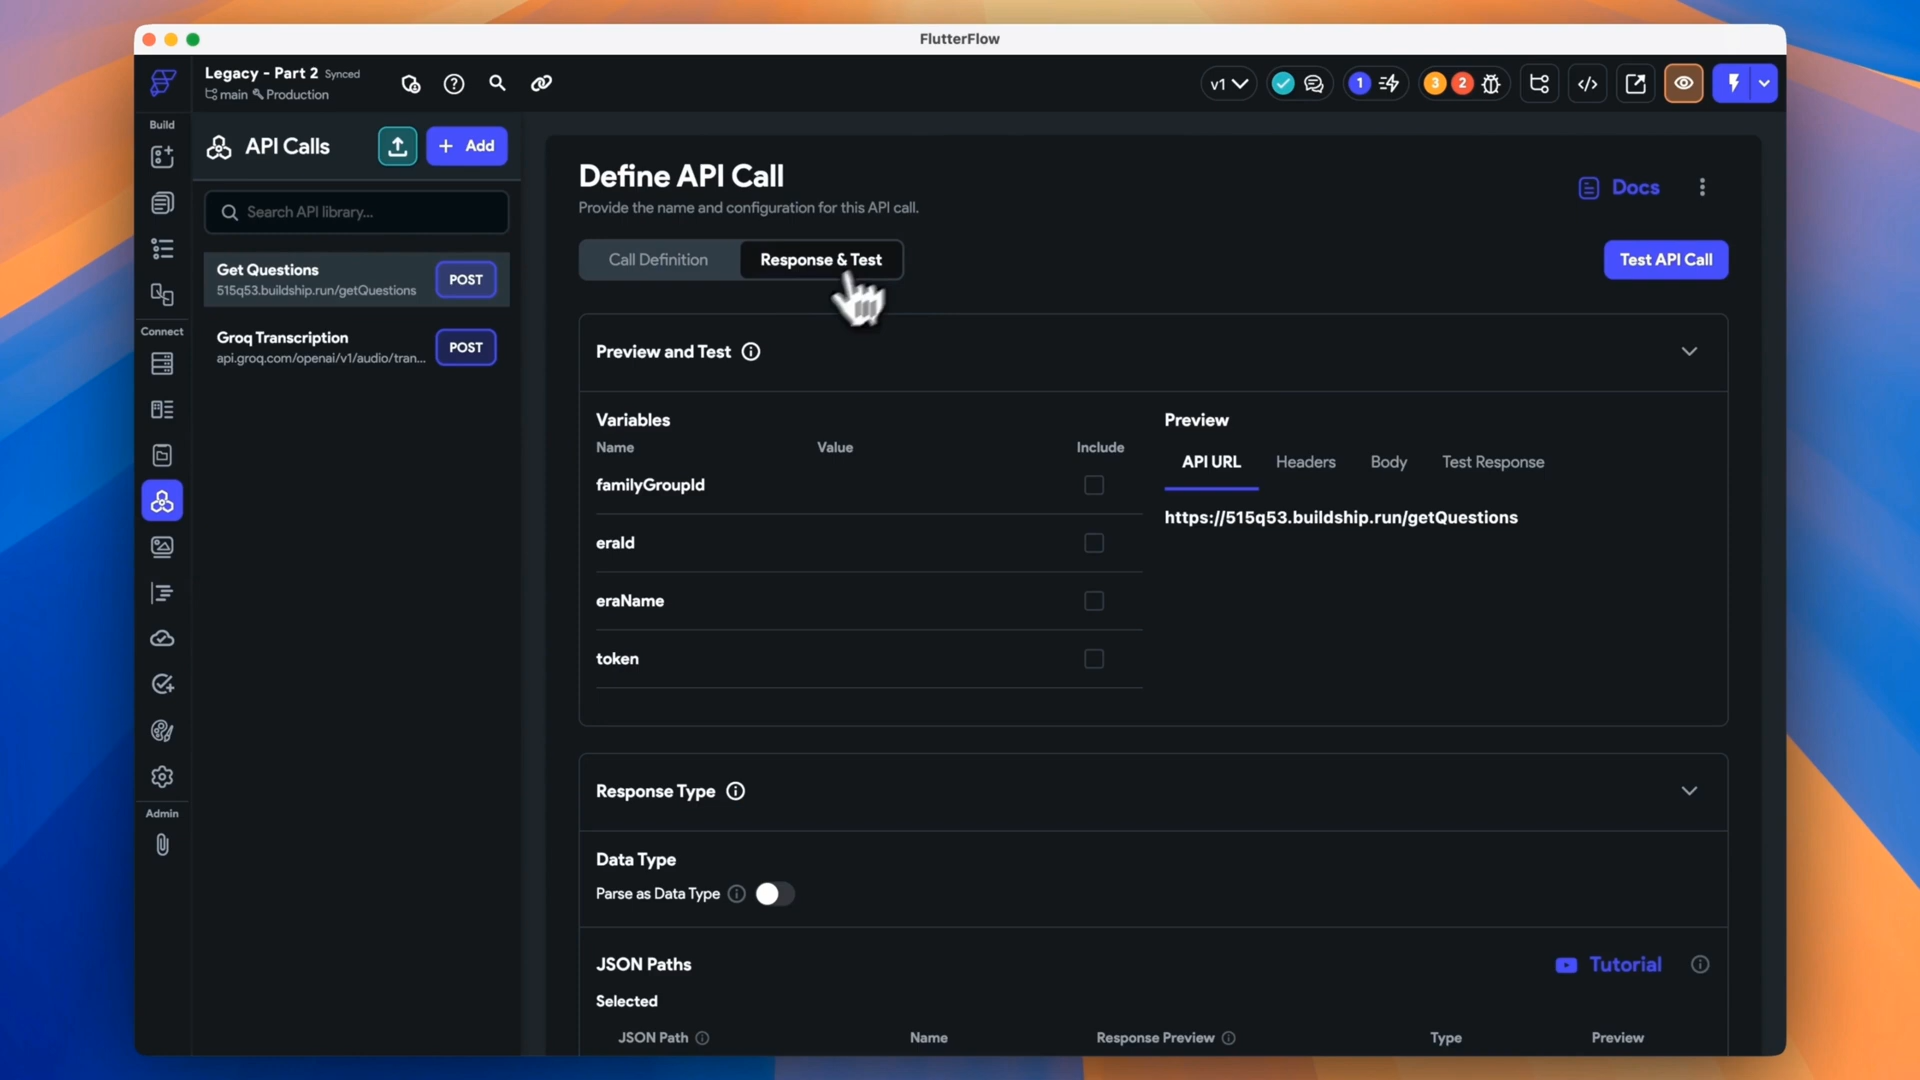 FlutterFlow
Legacy - Part 2 Synced
main Production
v1
1
3 2
Build
API Calls
+ Add
Search API library...
Get Questions
515q53.buildship.run/getQuestions
POST
Groq Transcription
api.groq.com/openai/v1/audio/tran...
POST
Connect
Admin
Define API Call
Provide the name and configuration for this API call.
Docs
Call Definition
Response & Test
Test API Call
Preview and Test
Variables
Name Value Include
familyGroupId
eraId
eraName
token
Preview
API URL Headers Body Test Response
https://515q53.buildship.run/getQuestions
Response Type
Data Type
Parse as Data Type
JSON Paths
Tutorial
Selected
JSON Path Name Response Preview Type Preview